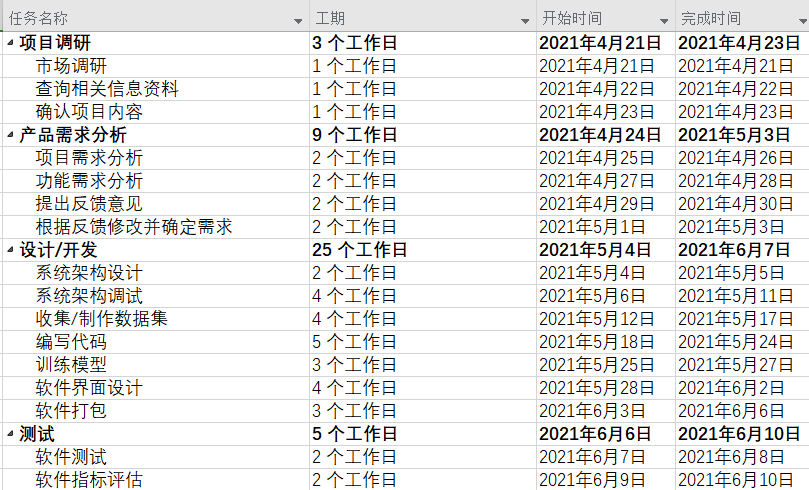 任务名称 工期 开始时间 完成时间
项目调研 3 个工作日 2021年4月21日 2021年4月23日
市场调研 1 个工作日 2021年4月21日 2021年4月21日
查询相关信息资料 1 个工作日 2021年4月22日 2021年4月22日
确认项目内容 1 个工作日 2021年4月23日 2021年4月23日
产品需求分析 9 个工作日 2021年4月24日 2021年5月3日
项目需求分析 2 个工作日 2021年4月25日 2021年4月26日
功能需求分析 2 个工作日 2021年4月27日 2021年4月28日
提出反馈意见 2 个工作日 2021年4月29日 2021年4月30日
根据反馈修改并确定需求 2 个工作日 2021年5月1日 2021年5月3日
设计/开发 25 个工作日 2021年5月4日 2021年6月7日
系统架构设计 2 个工作日 2021年5月4日 2021年5月5日
系统架构调试 4 个工作日 2021年5月6日 2021年5月11日
收集/制作数据集 4 个工作日 2021年5月12日 2021年5月17日
编写代码 5 个工作日 2021年5月18日 2021年5月24日
训练模型 3 个工作日 2021年5月25日 2021年5月27日
软件界面设计 4 个工作日 2021年5月28日 2021年6月2日
软件打包 3 个工作日 2021年6月3日 2021年6月6日
测试 5 个工作日 2021年6月6日 2021年6月10日
软件测试 2 个工作日 2021年6月7日 2021年6月8日
软件指标评估 2 个工作日 2021年6月9日 2021年6月10日